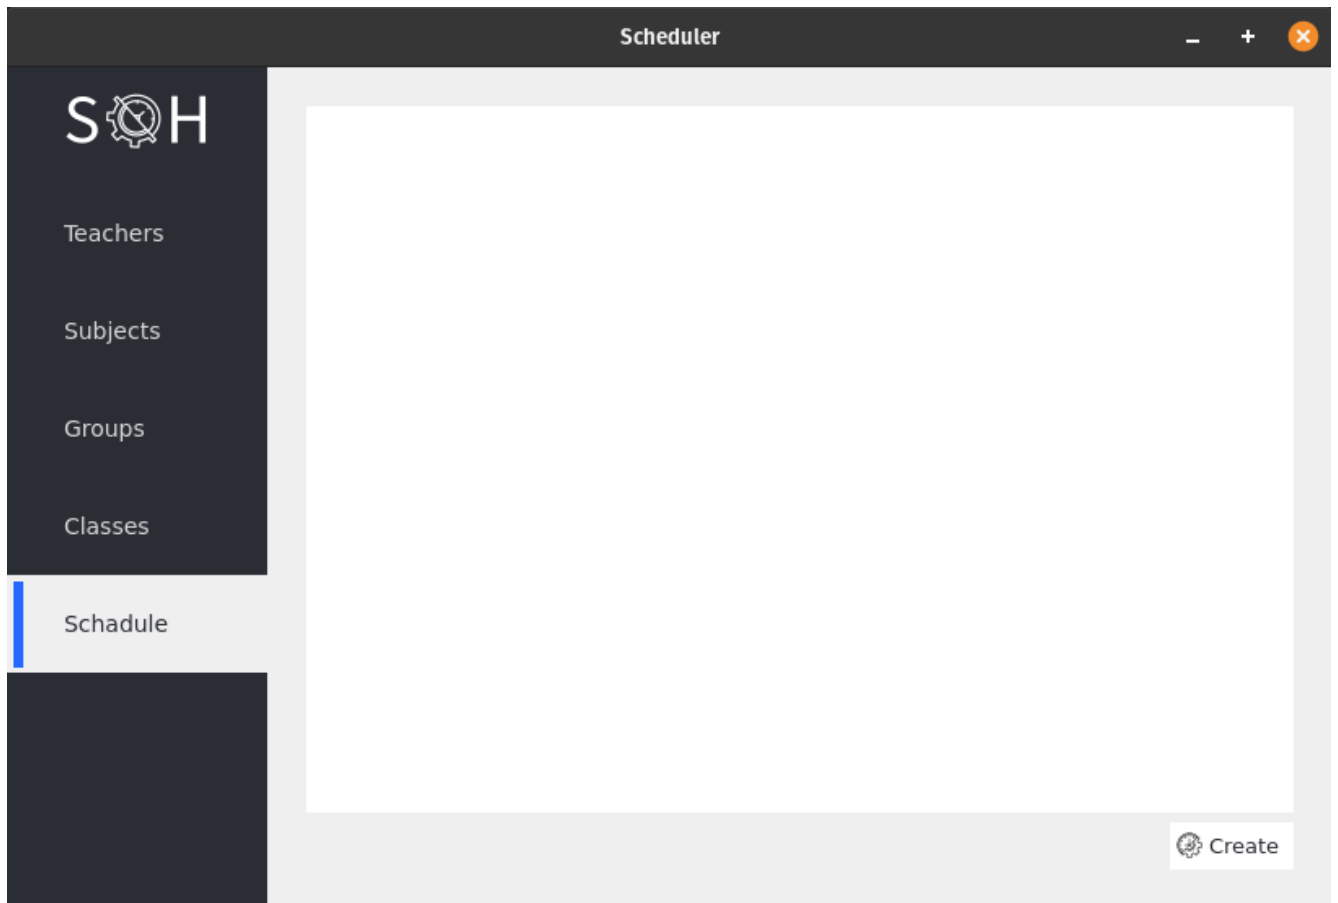 Scheduler
S H
Teachers
Subjects
Groups
Classes
Schadule
Create